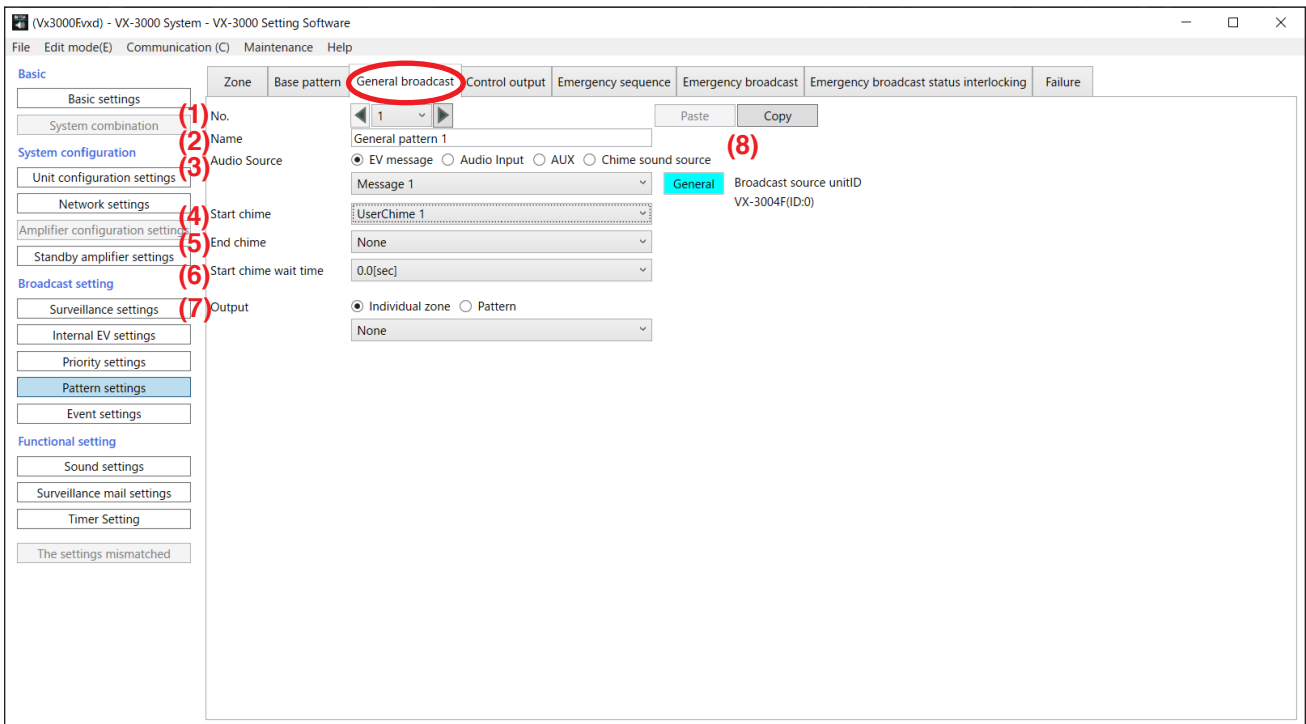 (Vx3000F.vxd) - VX-3000 System - VX-3000 Setting Software
File Edit mode(E) Communication (C) Maintenance Help
Basic
Basic settings
System combination
System configuration
Unit configuration settings
Network settings
Amplifier configuration settings
Standby amplifier settings
Broadcast setting
Surveillance settings
Internal EV settings
Priority settings
Pattern settings
Event settings
Functional setting
Sound settings
Surveillance mail settings
Timer Setting
The settings mismatched
Zone Base pattern General broadcast Control output Emergency sequence Emergency broadcast Emergency broadcast status interlocking Failure
(1) No. 1 Paste Copy
(2) Name General pattern 1 (8)
(3) Audio Source EV message Audio Input AUX Chime sound source
Message 1 General Broadcast source unitID
VX-3004F(ID:0)
(4) Start chime UserChime 1
(5) End chime None
(6) Start chime wait time 0.0[sec]
(7) Output Individual zone Pattern
None